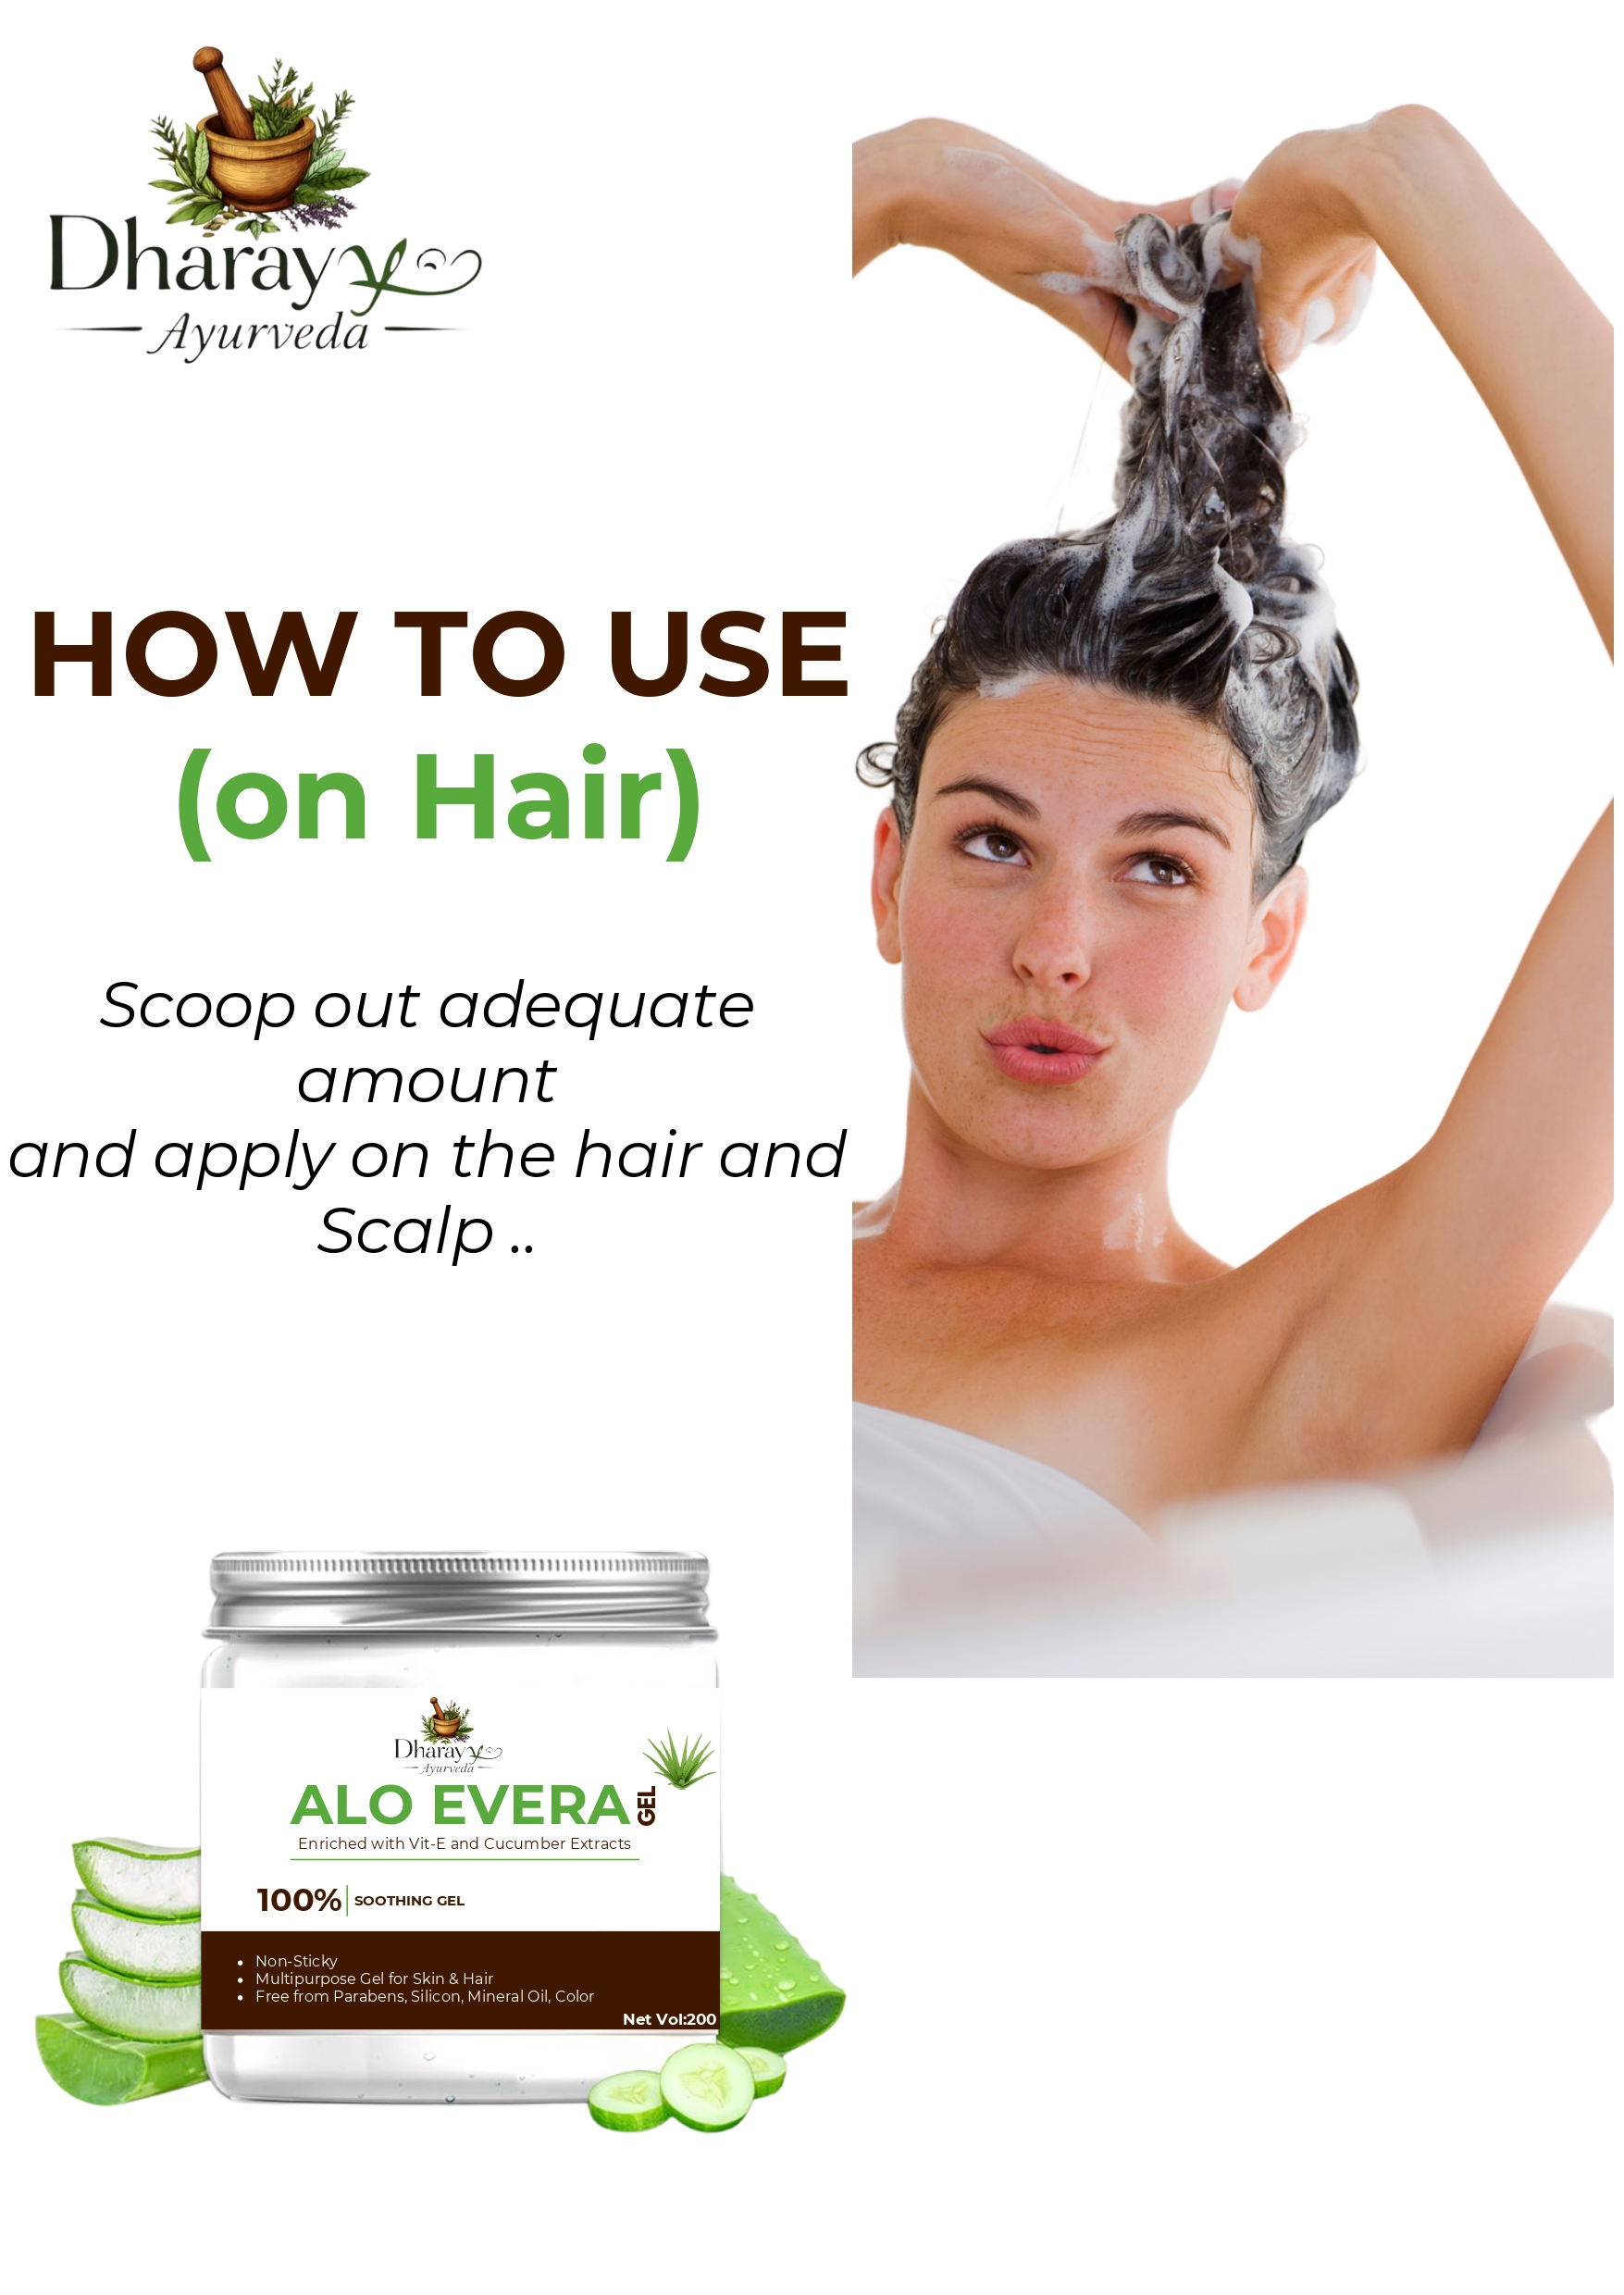 Dharayy
Ayurveda
HOW TO USE
(on Hair)
Scoop out adequate
amount
and apply on the hair and
Scalp ..
Dharayy
Ayurveda
ALO EVERA
GEL
Enriched with Vit-E and Cucumber Extracts
100% SOOTHING GEL
Non-Sticky
Multipurpose Gel for Skin & Hair
Free from Parabens, Silicon, Mineral Oil, Color
Net Vol:200